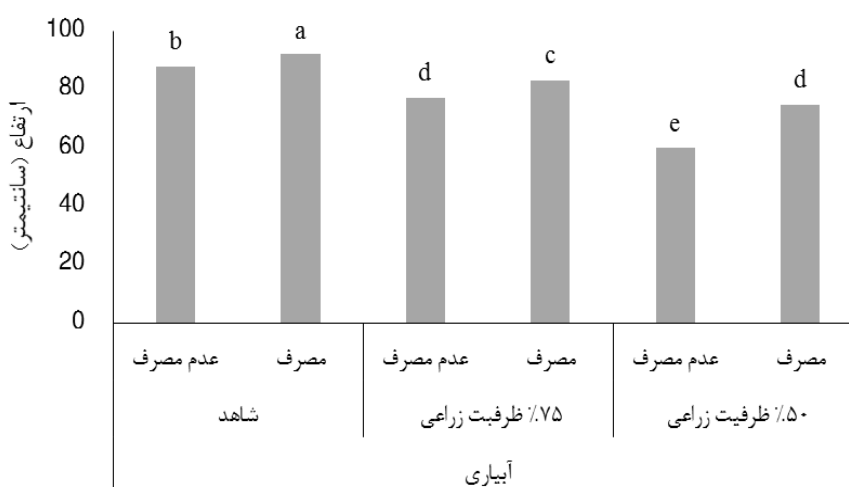 ارتفاع (سانتیمتر)
100
80
60
40
20
0
b
a
d
c
e
d
عدم مصرف
مصرف
عدم مصرف
مصرف
عدم مصرف
مصرف
شاهد
۷۵٪ ظرفبت زراعی
۵۰٪ ظرفیت زراعی
آبیاری